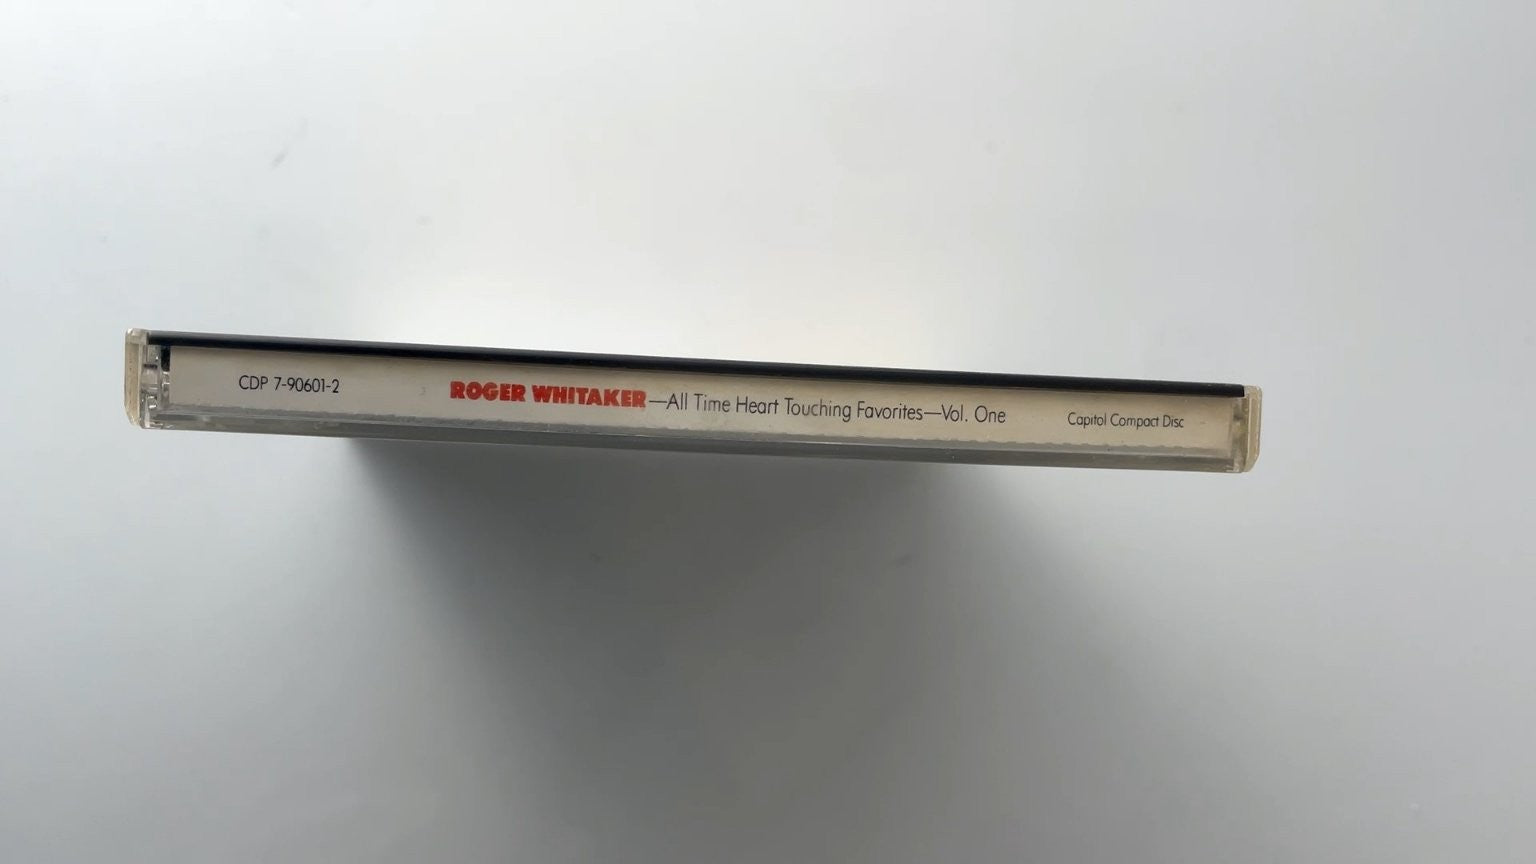 CDP 7-90601-2 ROGER WHITAKER—All Time Heart Touching Favorites—Vol. One Capitol Compact Disc